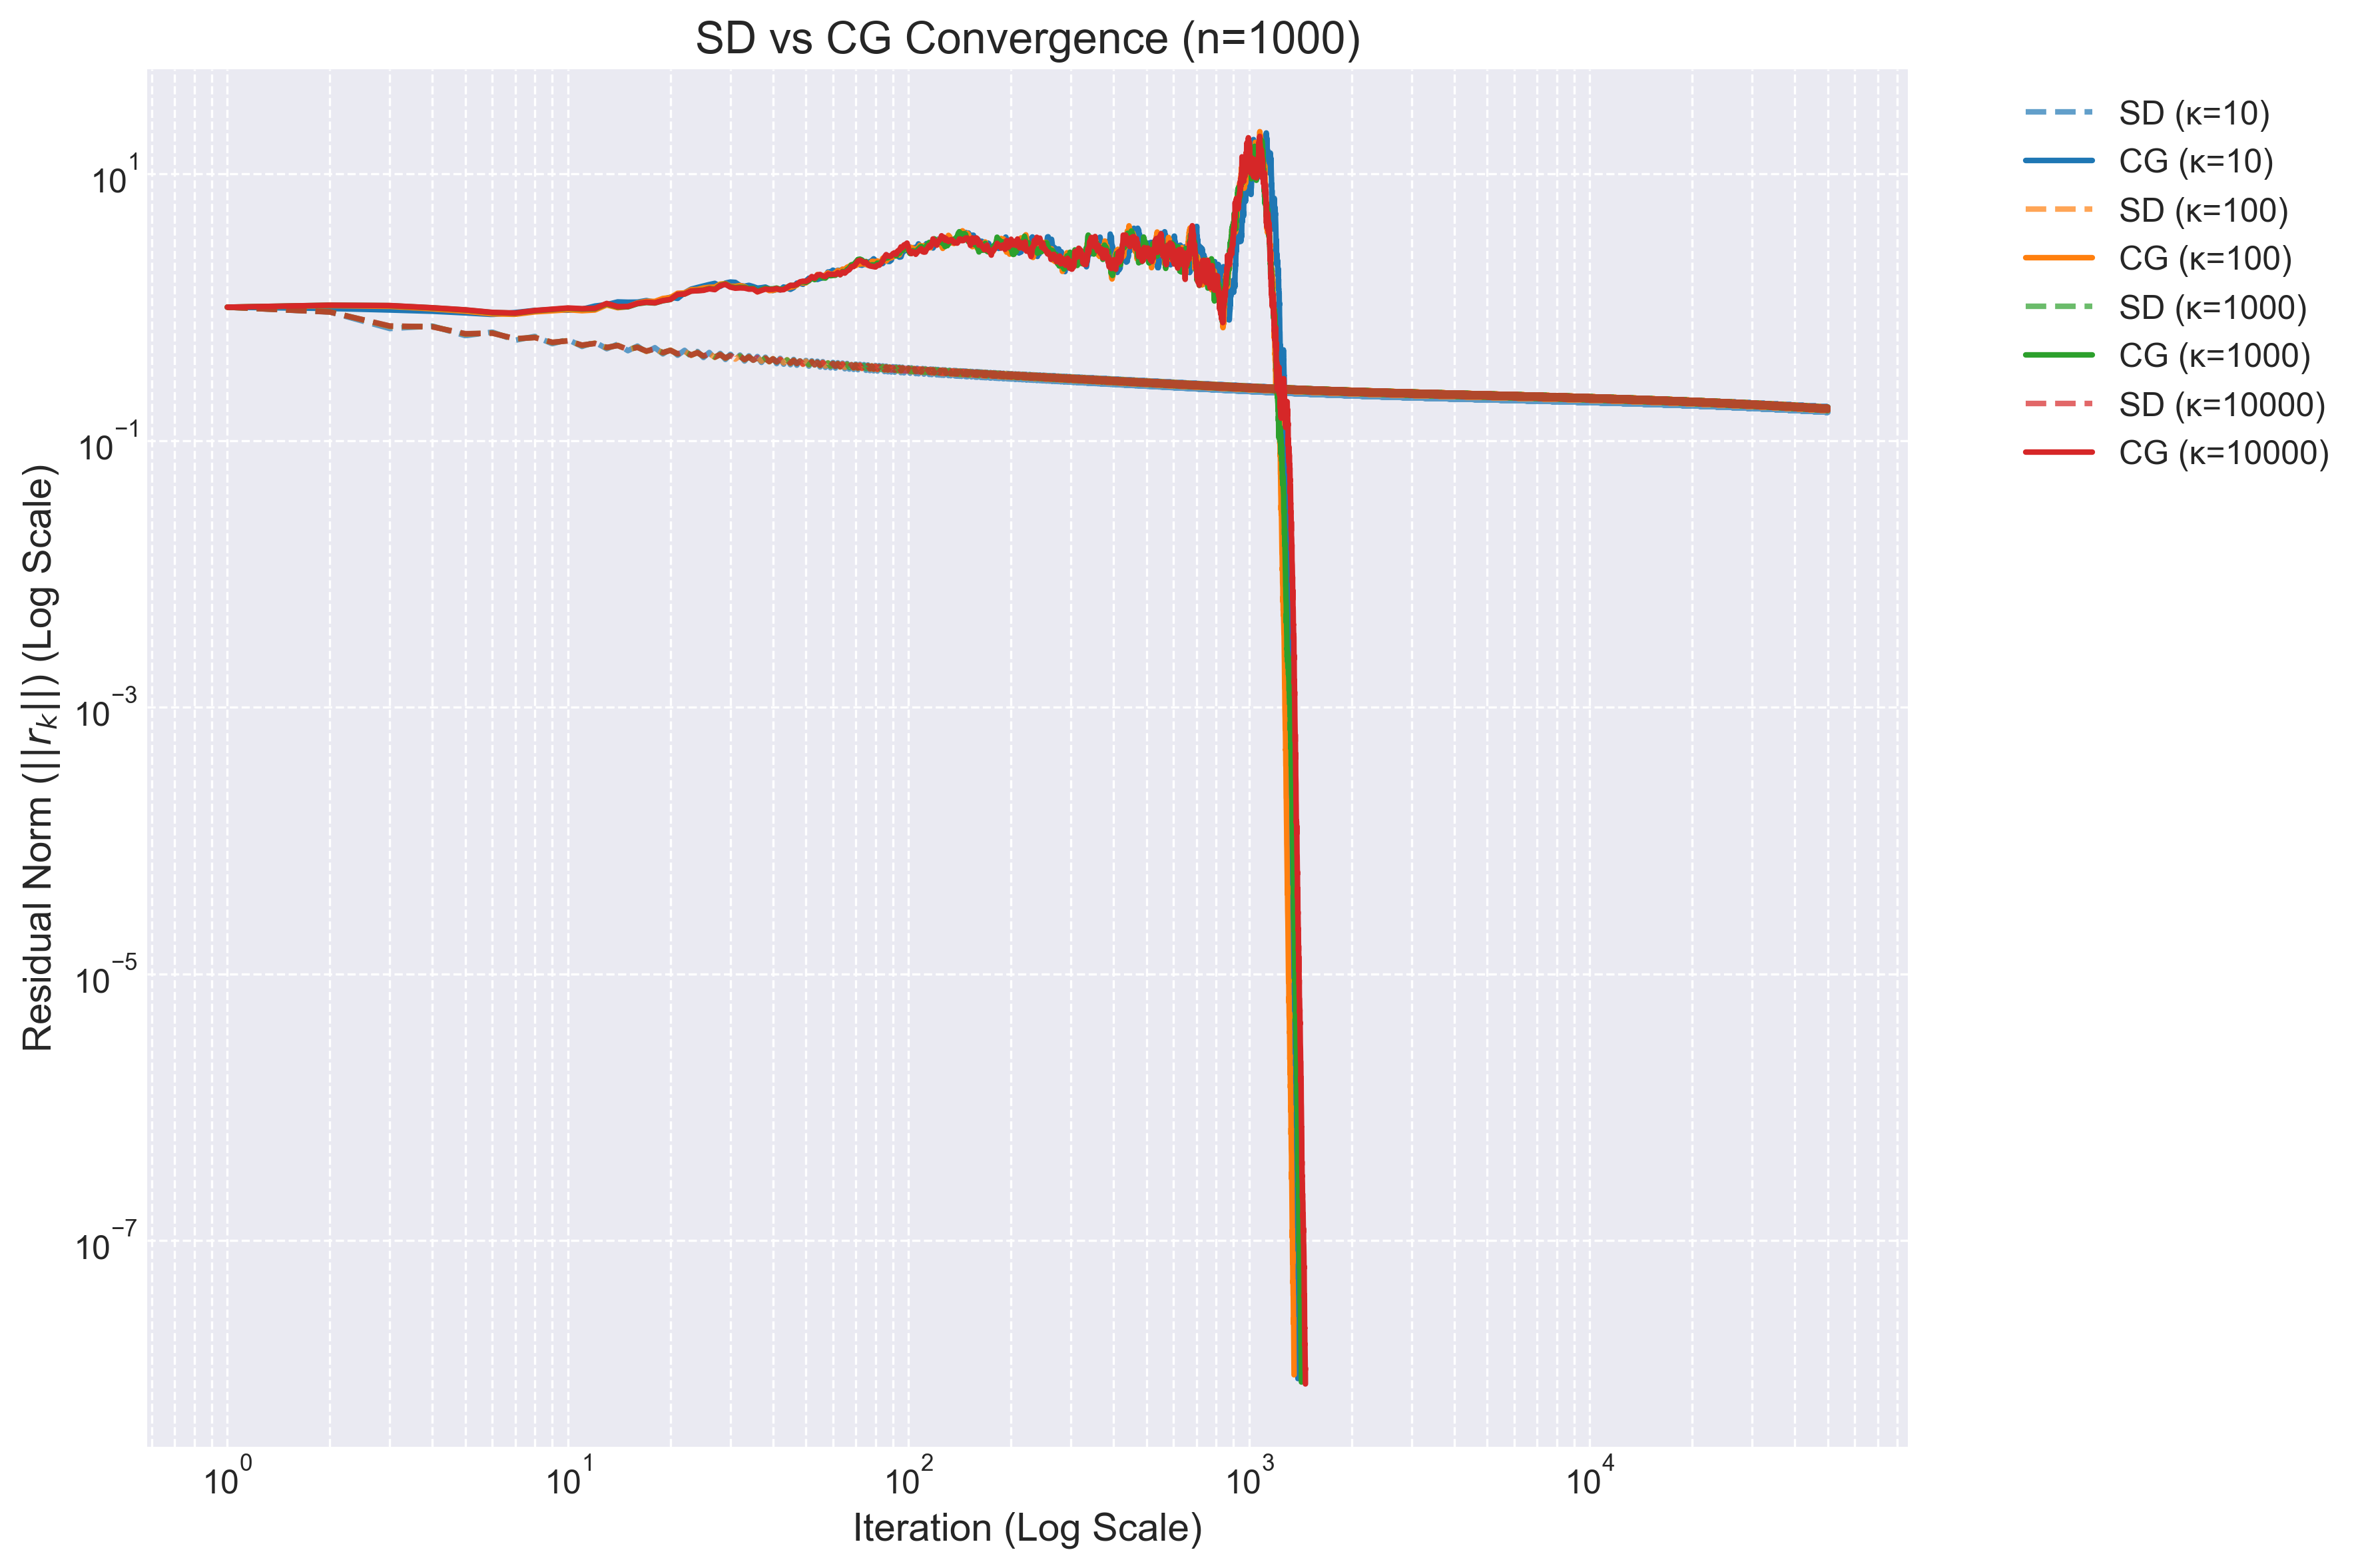 SD vs CG Convergence (n=1000)
SD (κ=10)
CG (κ=10)
SD (κ=100)
CG (κ=100)
SD (κ=1000)
CG (κ=1000)
SD (κ=10000)
CG (κ=10000)
Residual Norm (||r_k||) (Log Scale)
10^1
10^−1
10^−3
10^−5
10^−7
10^0 10^1 10^2 10^3 10^4
Iteration (Log Scale)